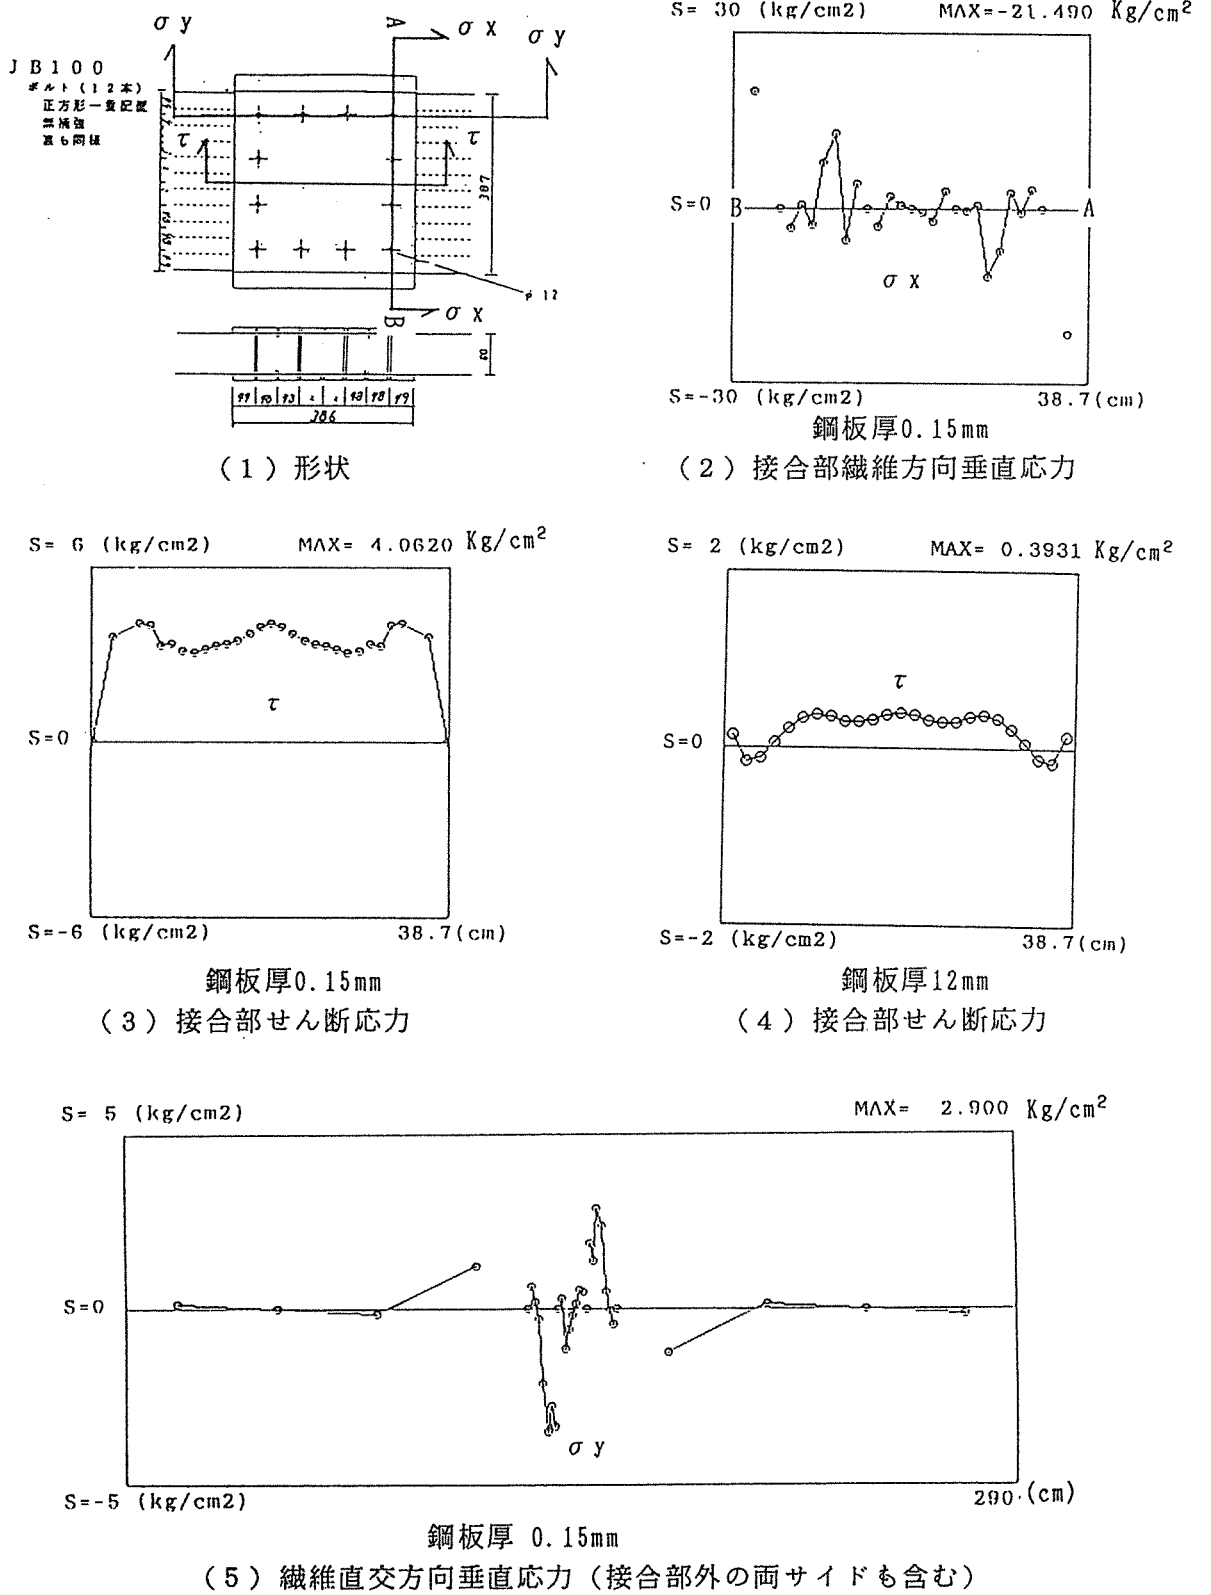 σ y
A
σ x
σ y
JB100
ボルト(12本)
正方形一重配置
無補強
裏も同様
τ
τ
387
φ 12
B
σ x
386
(1)形状
S= 30 (kg/cm2) MAX=-21.490 Kg/cm²
S=0
B
A
σ x
S=-30 (kg/cm2) 38.7(cm)
鋼板厚0.15mm
(2)接合部繊維方向垂直応力
S= 6 (kg/cm2) MAX= 4.0620 Kg/cm²
τ
S=0
S=-6 (kg/cm2) 38.7(cm)
鋼板厚0.15mm
(3)接合部せん断応力
S= 2 (kg/cm2) MAX= 0.3931 Kg/cm²
τ
S=0
S=-2 (kg/cm2) 38.7(cm)
鋼板厚12mm
(4)接合部せん断応力
S= 5 (kg/cm2) MAX= 2.900 Kg/cm²
S=0
σ y
S=-5 (kg/cm2) 290 (cm)
鋼板厚 0.15mm
(5)繊維直交方向垂直応力(接合部外の両サイドも含む)